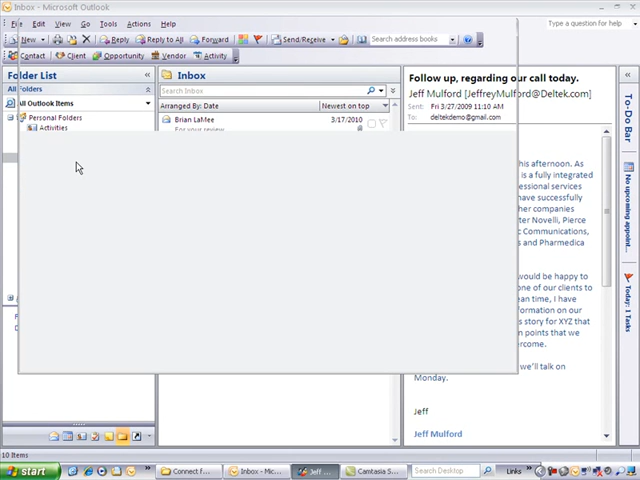 Inbox - Microsoft Outlook
File Edit View Go Tools Actions Help
Type a question for help
New Reply Reply to All Forward Send/Receive Search address books
Contact Client Opportunity Vendor Activity
Folder List
All Folders
All Outlook Items
Personal Folders
Activities
Inbox
Search Inbox
Arranged By: Date Newest on top
Brian LaMee 3/17/2010
For your review
Follow up, regarding our call today.
Jeff Mulford [JeffreyMulford@Deltek.com]
Sent: Fri 3/27/2009 11:10 AM
To: deltekdemo@gmail.com
this afternoon. As
is a fully integrated
essional services
have successfully
ther companies
ter Novelli, Pierce
c Communications,
s and Pharmedica
would be happy to
one of our clients to
ean time, I have
ormation on our
s story for XYZ that
n points that we
ercome.
we'll talk on
Monday.
Jeff
Jeff Mulford
To-Do Bar
No upcoming appoint...
Today: 1 Tasks
10 Items
start Connect f... Inbox - Mic... Jeff ... Camtasia S... Search Desktop Links